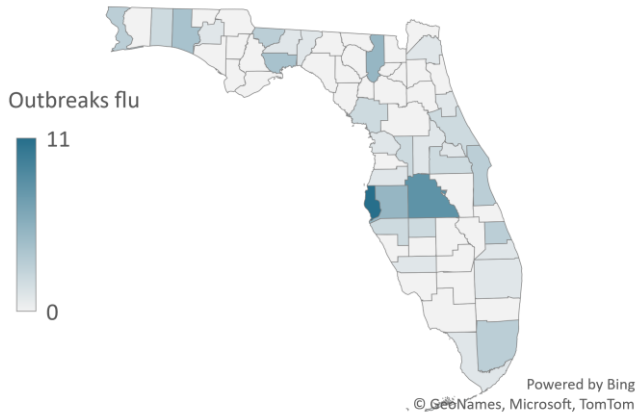 Outbreaks flu
11
0
Powered by Bing
© GeoNames, Microsoft, TomTom